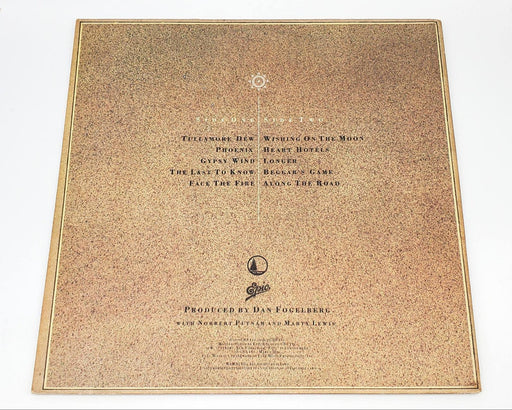 SIDE ONE SIDE TWO
TULLAMORE DEW WISHING ON THE MOON
PHOENIX HEART HOTELS
GYPSY WIND LONGER
THE LAST TO KNOW BEGGAR'S GAME
FACE THE FIRE ALONG THE ROAD
Epic
PRODUCED BY DAN FOGELBERG
WITH NORBERT PUTNAM AND MARTY LEWIS